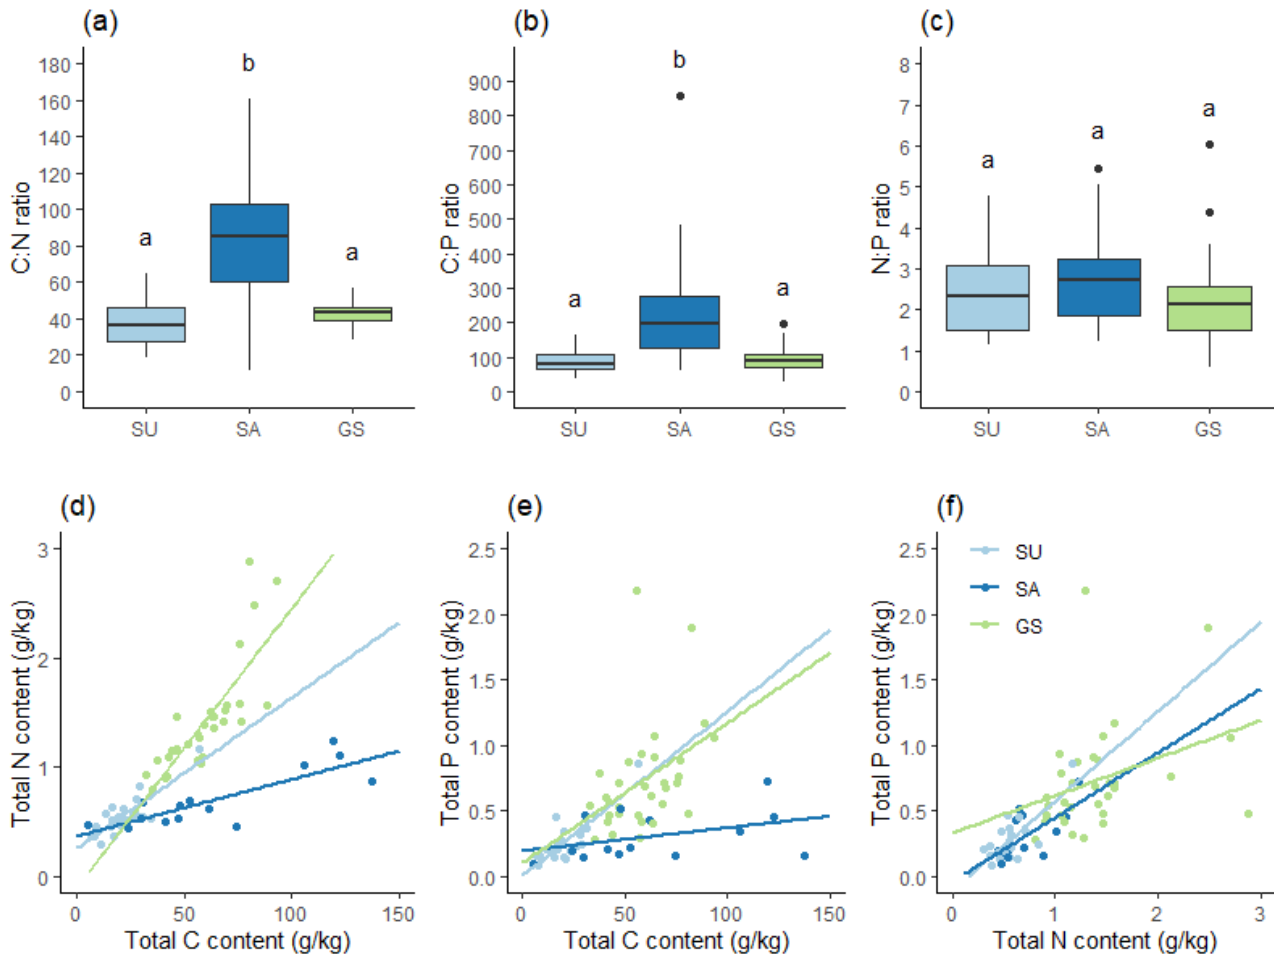 (a)
C:N ratio
180
160
140
120
100
80
60
40
20
0
a
b
a
SU SA GS
(b)
C:P ratio
900
800
700
600
500
400
300
200
100
0
a
b
a
SU SA GS
(c)
N:P ratio
8
7
6
5
4
3
2
1
0
a
a
a
SU SA GS
(d)
Total N content (g/kg)
3
2
1
0
0 50 100 150
Total C content (g/kg)
(e)
Total P content (g/kg)
2.5
2.0
1.5
1.0
0.5
0.0
0 50 100 150
Total C content (g/kg)
(f)
Total P content (g/kg)
2.5
2.0
1.5
1.0
0.5
0.0
SU
SA
GS
0 1 2 3
Total N content (g/kg)